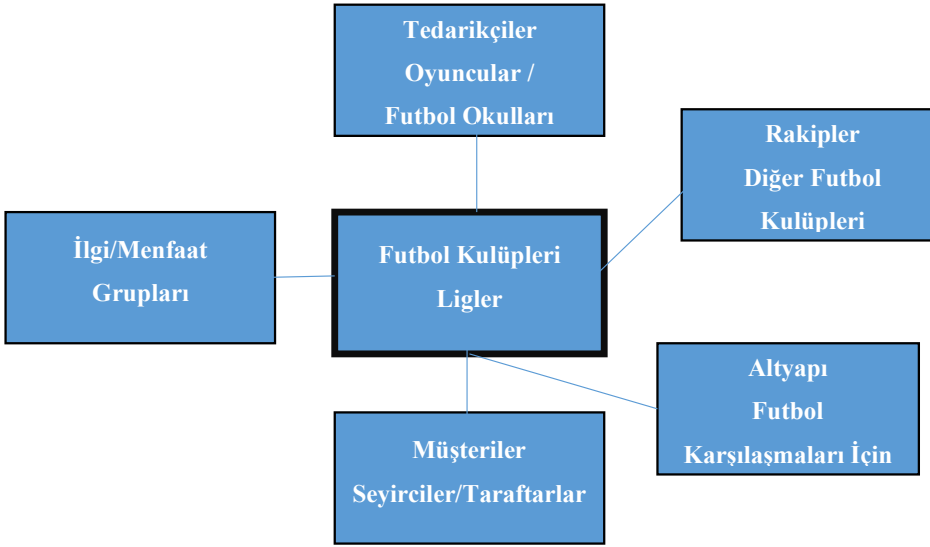 Tedarikçiler
Oyuncular /
Futbol Okulları
Rakipler
Diğer Futbol
Kulüpleri
İlgi/Menfaat
Grupları
Futbol Kulüpleri
Ligler
Altyapı
Futbol
Karşılaşmaları İçin
Müşteriler
Seyirciler/Taraftarlar